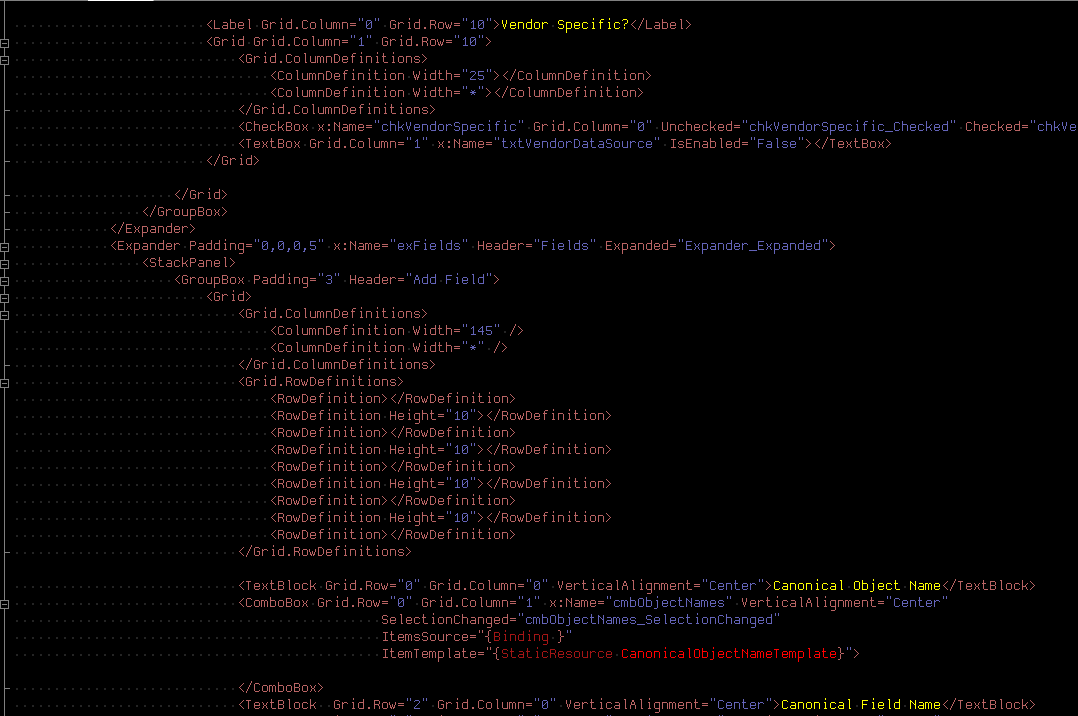 <Label Grid.Column="0" Grid.Row="10">Vendor Specific?</Label>
<Grid Grid.Column="1" Grid.Row="10">
<Grid.ColumnDefinitions>
<ColumnDefinition Width="25"></ColumnDefinition>
<ColumnDefinition Width="*"></ColumnDefinition>
</Grid.ColumnDefinitions>
<CheckBox x:Name="chkVendorSpecific" Grid.Column="0" Unchecked="chkVendorSpecific_Checked" Checked="chkVe
<TextBox Grid.Column="1" x:Name="txtVendorDataSource" IsEnabled="False"></TextBox>
</Grid>
</Grid>
</GroupBox>
</Expander>
<Expander Padding="0,0,0,5" x:Name="exFields" Header="Fields" Expanded="Expander_Expanded">
<StackPanel>
<GroupBox Padding="3" Header="Add Field">
<Grid>
<Grid.ColumnDefinitions>
<ColumnDefinition Width="145" />
<ColumnDefinition Width="*" />
</Grid.ColumnDefinitions>
<Grid.RowDefinitions>
<RowDefinition></RowDefinition>
<RowDefinition Height="10"></RowDefinition>
<RowDefinition></RowDefinition>
<RowDefinition Height="10"></RowDefinition>
<RowDefinition></RowDefinition>
<RowDefinition Height="10"></RowDefinition>
<RowDefinition></RowDefinition>
<RowDefinition Height="10"></RowDefinition>
<RowDefinition></RowDefinition>
</Grid.RowDefinitions>
<TextBlock Grid.Row="0" Grid.Column="0" VerticalAlignment="Center">Canonical Object Name</TextBlock>
<ComboBox Grid.Row="0" Grid.Column="1" x:Name="cmbObjectNames" VerticalAlignment="Center"
SelectionChanged="cmbObjectNames_SelectionChanged"
ItemsSource="{Binding }"
ItemTemplate="{StaticResource CanonicalObjectNameTemplate}">
</ComboBox>
<TextBlock Grid.Row="2" Grid.Column="0" VerticalAlignment="Center">Canonical Field Name</TextBlock>